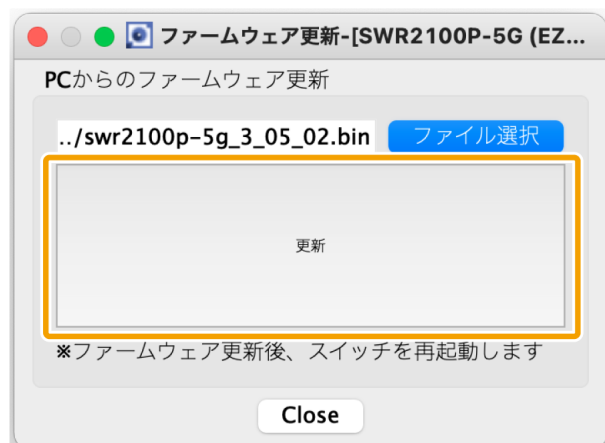 ファームウェア更新-[SWR2100P-5G (EZ...
PCからのファームウェア更新
../swr2100p-5g_3_05_02.bin ファイル選択
更新
※ファームウェア更新後、スイッチを再起動します
Close